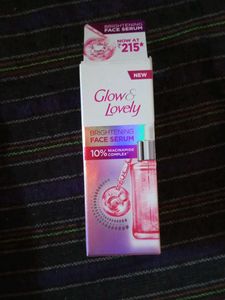 BRIGHTENING
FACE SERUM
NOW AT
₹215*
NEW
Glow &
Lovely
BRIGHTENING
FACE SERUM
10% NIACINAMIDE
COMPLEX*